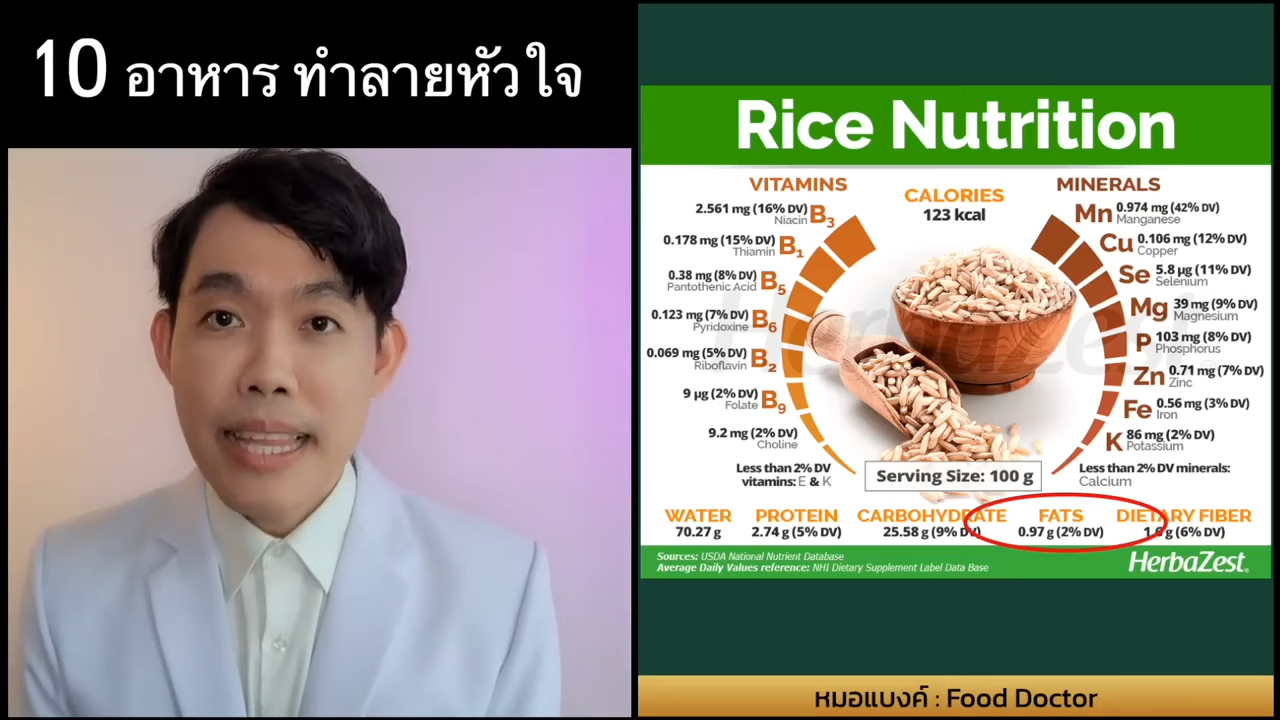 10 อาหาร ทำลายหัวใจ
Rice Nutrition
VITAMINS
2.561 mg (16% DV)
Niacin B3
0.178 mg (15% DV)
Thiamin B1
0.38 mg (8% DV)
Pantothenic Acid B5
0.123 mg (7% DV)
Pyridoxine B6
0.069 mg (5% DV)
Riboflavin B2
9 µg (2% DV)
Folate B9
9.2 mg (2% DV)
Choline
Less than 2% DV
vitamins: E & K
CALORIES
123 kcal
MINERALS
Mn 0.974 mg (42% DV)
Manganese
Cu 0.106 mg (12% DV)
Copper
Se 5.8 µg (11% DV)
Selenium
Mg 39 mg (9% DV)
Magnesium
P 103 mg (8% DV)
Phosphorus
Zn 0.71 mg (7% DV)
Zinc
Fe 0.56 mg (3% DV)
Iron
K 86 mg (2% DV)
Potassium
Less than 2% DV minerals:
Calcium
HerbaZest
Serving Size: 100 g
WATER PROTEIN CARBOHYDRATE FATS DIETARY FIBER
70.27 g 2.74 g (5% DV) 25.58 g (9% DV) 0.97 g (2% DV) g (6% DV)
Sources: USDA National Nutrient Database
Average Daily Values reference: NHI Dietary Supplement Label Data Base
HerbaZest®
หมอแบงค์ : Food Doctor